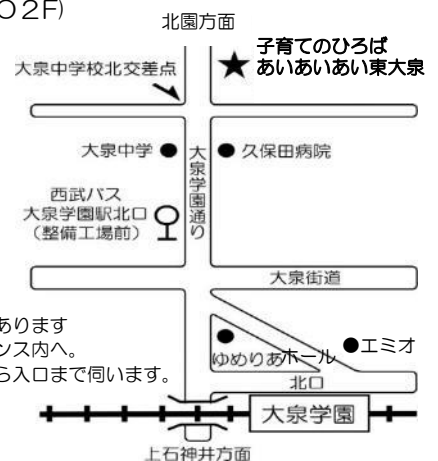 O2F)
北園方面
子育てのひろば
あいあいあい東大泉
大泉中学校北交差点
大泉中学
久保田病院
大泉学園通り
西武バス
大泉学園駅北口
（整備工場前）
大泉街道
あります
ンス内へ。
ら入口まで伺います。
ゆめりあホール
エミオ
北口
大泉学園
上石神井方面